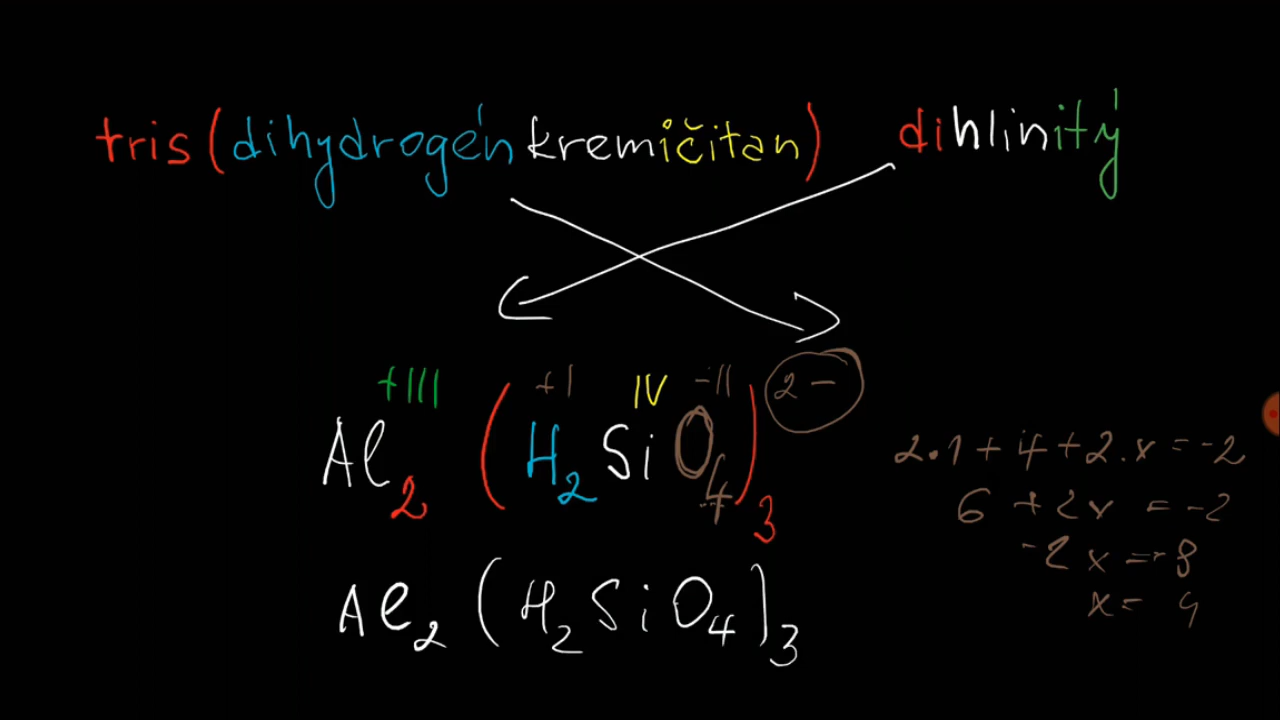 tris(dihydrogénkremičitan) dihlinitý
+III +I IV -II 2-
Al2 (H2SiO4)3
2.1+4+2.x=-2
6+2x=-2
-2x=-8
x=4
Al2(H2SiO4)3